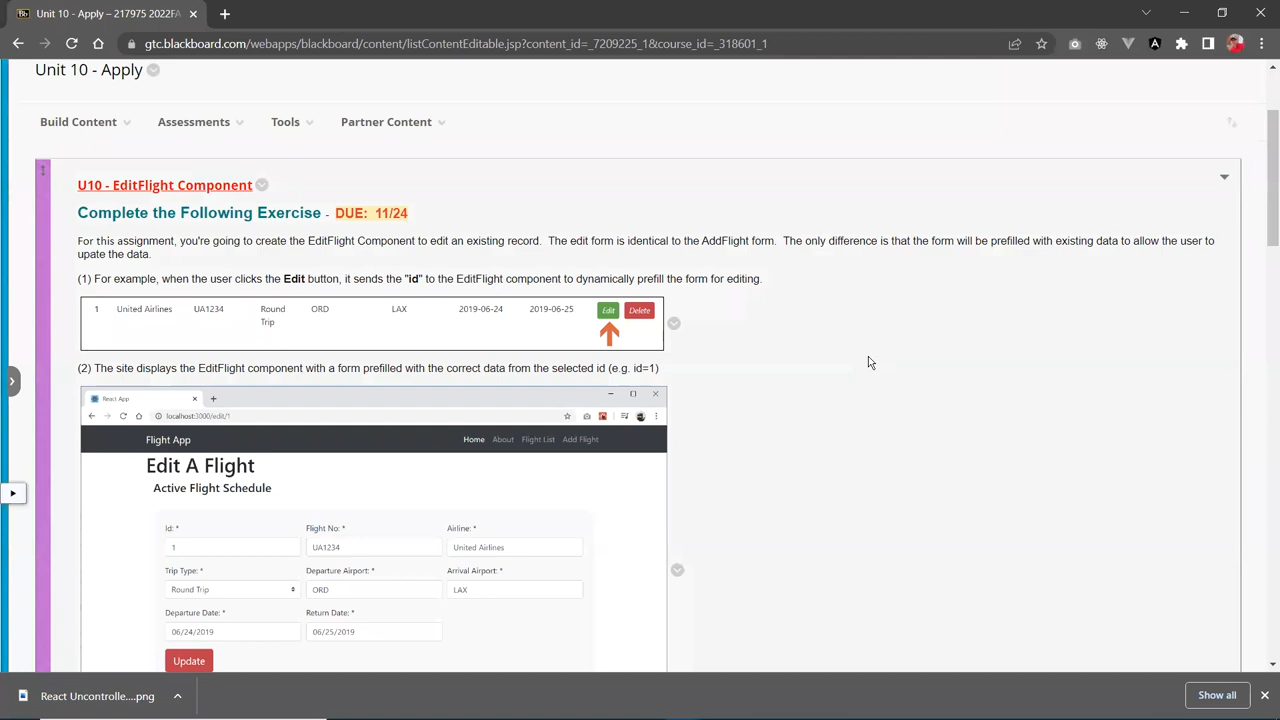 Unit 10 - Apply – 217975 2022FA
gtc.blackboard.com/webapps/blackboard/content/listContentEditable.jsp?content_id=_7209225_1&course_id=_318601_1
Unit 10 - Apply
Build Content Assessments Tools Partner Content
U10 - EditFlight Component
Complete the Following Exercise - DUE: 11/24
For this assignment, you're going to create the EditFlight Component to edit an existing record. The edit form is identical to the AddFlight form. The only difference is that the form will be prefilled with existing data to allow the user to
upate the data.
(1) For example, when the user clicks the Edit button, it sends the "id" to the EditFlight component to dynamically prefill the form for editing.
1 United Airlines UA1234 Round ORD LAX 2019-06-24 2019-06-25 Edit Delete
Trip
(2) The site displays the EditFlight component with a form prefilled with the correct data from the selected id (e.g. id=1)
React App
localhost:3000/edit/1
Flight App Home About Flight List Add Flight
Edit A Flight
Active Flight Schedule
Id: * Flight No: * Airline: *
1 UA1234 United Airlines
Trip Type: * Departure Airport: * Arrival Airport: *
Round Trip ORD LAX
Departure Date: * Return Date: *
06/24/2019 06/25/2019
Update
React Uncontrolle....png Show all